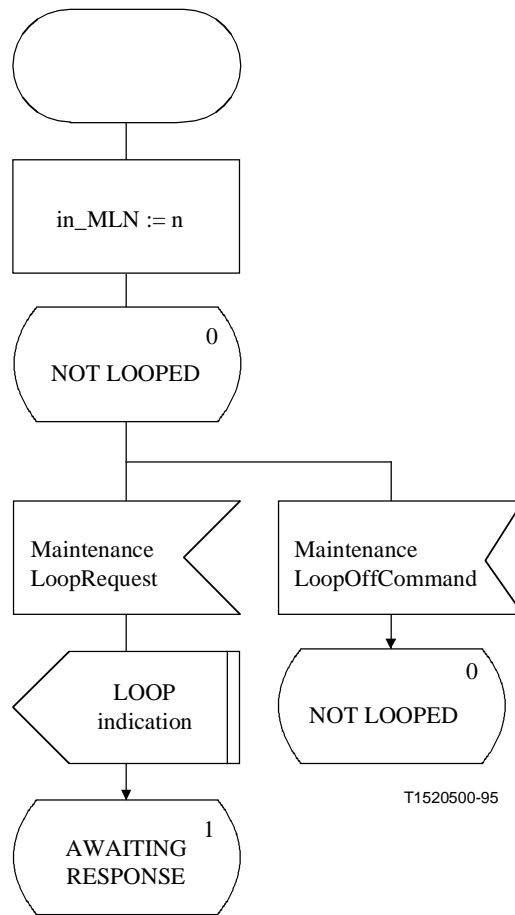 in_MLN := n
0
NOT LOOPED
Maintenance
LoopRequest
Maintenance
LoopOffCommand
LOOP
indication
0
NOT LOOPED
T1520500-95
1
AWAITING
RESPONSE